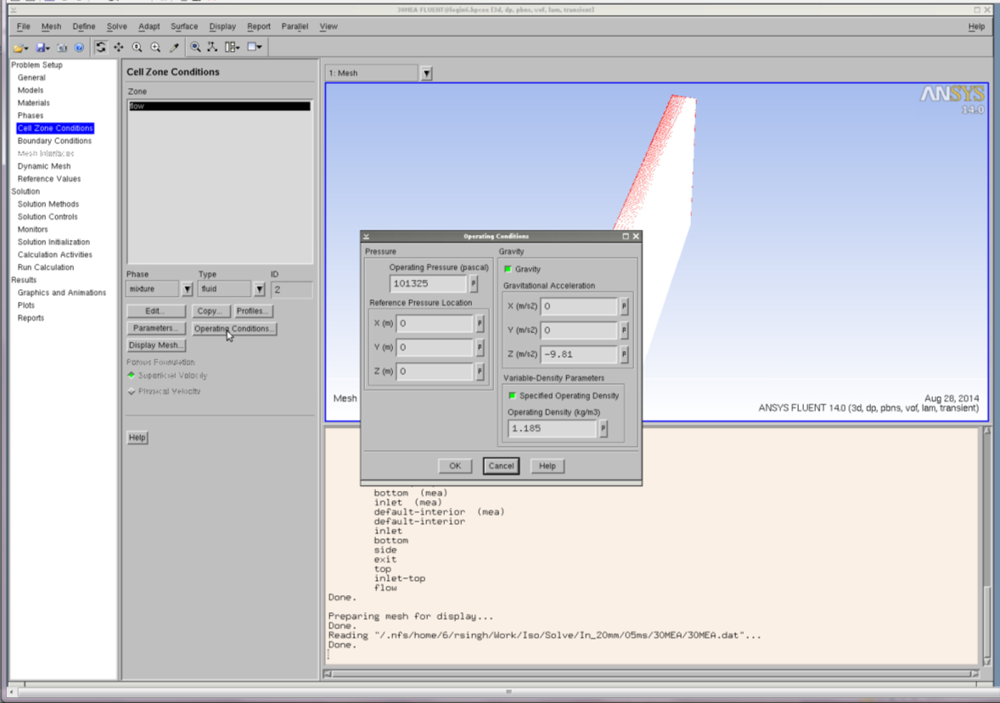 30MEA FLUENT@login6.hpcoe [3d, dp, pbns, vof, lam, transient]
File Mesh Define Solve Adapt Surface Display Report Parallel View Help
Problem Setup
General
Models
Materials
Phases
Cell Zone Conditions
Boundary Conditions
Mesh Interfaces
Dynamic Mesh
Reference Values
Solution
Solution Methods
Solution Controls
Monitors
Solution Initialization
Calculation Activities
Run Calculation
Results
Graphics and Animations
Plots
Reports
Cell Zone Conditions
Zone
flow
Phase Type ID
mixture fluid 2
Edit... Copy... Profiles...
Parameters... Operating Conditions...
Display Mesh...
Porous Formulation
Superficial Velocity
Physical Velocity
Help
1: Mesh
ANSYS
14.0
Operating Conditions
Pressure
Operating Pressure (pascal)
101325 P
Reference Pressure Location
X (m) 0 P
Y (m) 0 P
Z (m) 0 P
Gravity
Gravity
Gravitational Acceleration
X (m/s2) 0 P
Y (m/s2) 0 P
Z (m/s2) -9.81 P
Variable-Density Parameters
Specified Operating Density
Operating Density (kg/m3)
1.185 P
OK Cancel Help
Mesh
Aug 28, 2014
ANSYS FLUENT 14.0 (3d, dp, pbns, vof, lam, transient)
bottom (mea)
inlet (mea)
default-interior (mea)
default-interior
inlet
bottom
side
exit
top
inlet-top
flow
Done.
Preparing mesh for display...
Done.
Reading "/.nfs/home/6/rsingh/Work/Iso/Solve/In_20mm/05ms/30MEA/30MEA.dat"...
Done.